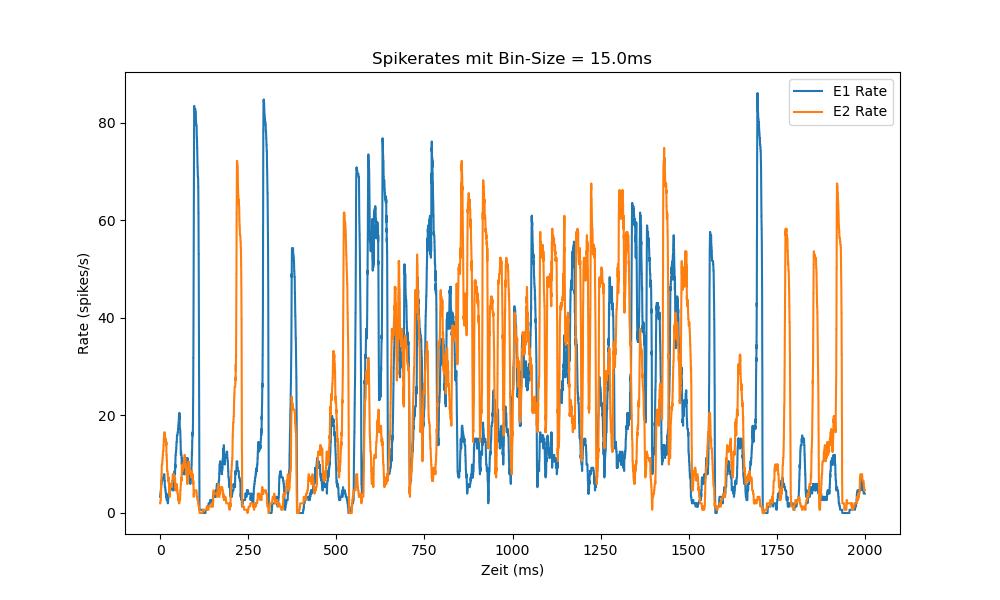 Spikerates mit Bin-Size = 15.0ms
E1 Rate
E2 Rate
Rate (spikes/s)
80
60
40
20
0
0 250 500 750 1000 1250 1500 1750 2000
Zeit (ms)